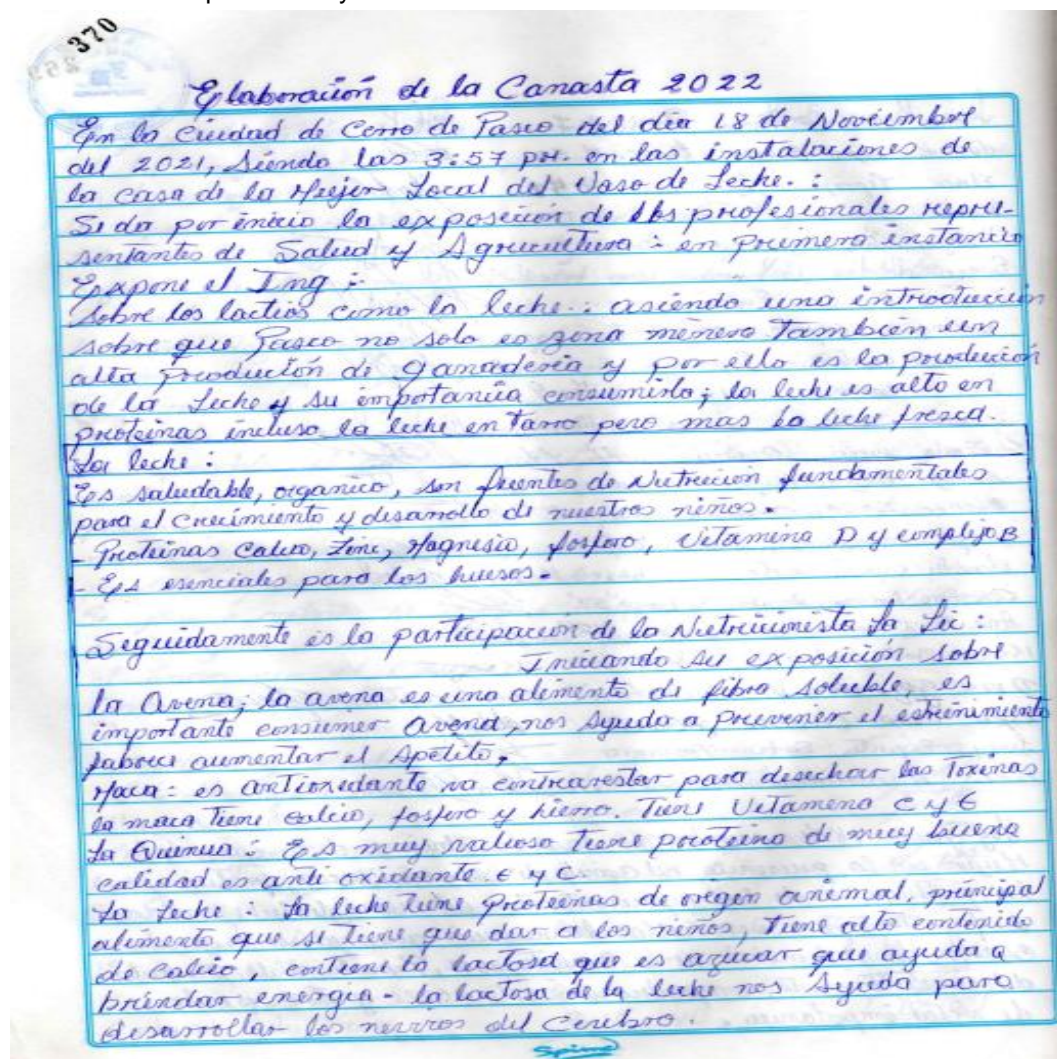 370
Elaboración de la Canasta 2022
En la Ciudad de Cerro de Pasco del día 18 de Noviembre
del 2021, Siendo las 3:57 pm. en las instalaciones de
la casa de la Mujer Local del Vaso de Leche. :
Se da por inicio la exposición de los profesionales repre-
sentantes de Salud y Agricultura : en primera instancia
Expone el Ing :
Sobre los lactios como la leche. : asiendo una introducción
sobre que Pasco no solo es zona minera También un
alta producion de ganaderia y por ello es la producción
de la Leche y su importancia consumirlo; la leche es alto en
proteinas incluso la leche en Tarro pero mas la leche fresca.
La leche :
Es saludable, organico, son fuentes de Nutricion fundamentales
para el crecimiento y desarrollo de nuestros niños.
- Proteinas Calcio, Zinc, Magnesio, fosforo, Vitamina D y complejo B
- Es esenciales para los huesos.
Seguidamente es la participación de la Nutricionista La Lic :
Iniciando su exposición sobre
la Avena; la avena es una alimento de fibra soluble, es
importante consumir avena, nos Ayuda a prevenir el estreñimiento
aumentar el Apetito.
Maca : es antioxidante va contrarestar para desechar las Toxinas
la maca Tiene calcio, fosforo y hierro. Tiene Vitamina C y E
La Quinua : Es muy valioso Tiene proteina de muy buena
calidad es anti oxidante E y C
La Leche : La leche tiene Proteinas de origen animal, principal
alimento que se tiene que dar a los niños, Tiene alto contenido
de Calcio, contiene la lactosa que es azucar que ayuda a
brindar energia - la lactosa de la leche nos Ayuda para
desarrollar los nervios del Cerebro.